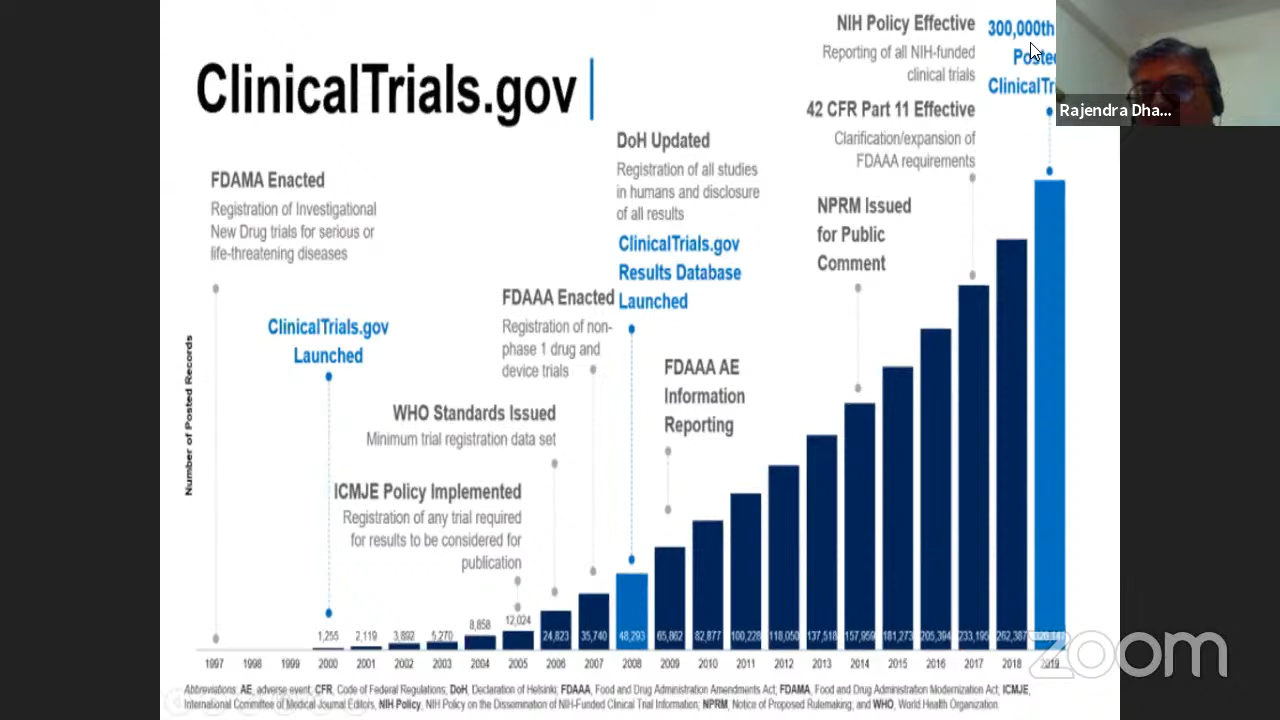 ClinicalTrials.gov
NIH Policy Effective
Reporting of all NIH-funded
clinical trials
300,000th
Poste
ClinicalTr
Rajendra Dha...
42 CFR Part 11 Effective
Clarification/expansion of
FDAAA requirements
DoH Updated
Registration of all studies
in humans and disclosure
of all results
FDAMA Enacted
Registration of Investigational
New Drug trials for serious or
life-threatening diseases
NPRM Issued
for Public
Comment
ClinicalTrials.gov
Results Database
Launched
FDAAA Enacted
Registration of non-
phase 1 drug and
device trials
ClinicalTrials.gov
Launched
FDAAA AE
Information
Reporting
WHO Standards Issued
Minimum trial registration data set
ICMJE Policy Implemented
Registration of any trial required
for results to be considered for
publication
Number of Posted Records
1,255 2,119 3,892 5,270 8,858 12,024 24,823 35,740 48,293 65,862 82,877 100,228 118,050 137,518 157,959 181,273 205,394 233,195 262,387
1997 1998 1999 2000 2001 2002 2003 2004 2005 2006 2007 2008 2009 2010 2011 2012 2013 2014 2015 2016 2017 2018 2019
zoom
Abbreviations: AE, adverse event; CFR, Code of Federal Regulations; DoH, Declaration of Helsinki; FDAAA, Food and Drug Administration Amendments Act; FDAMA, Food and Drug Administration Modernization Act; ICMJE,
International Committee of Medical Journal Editors; NIH Policy, NIH Policy on the Dissemination of NIH-Funded Clinical Trial Information; NPRM, Notice of Proposed Rulemaking; and WHO, World Health Organization.